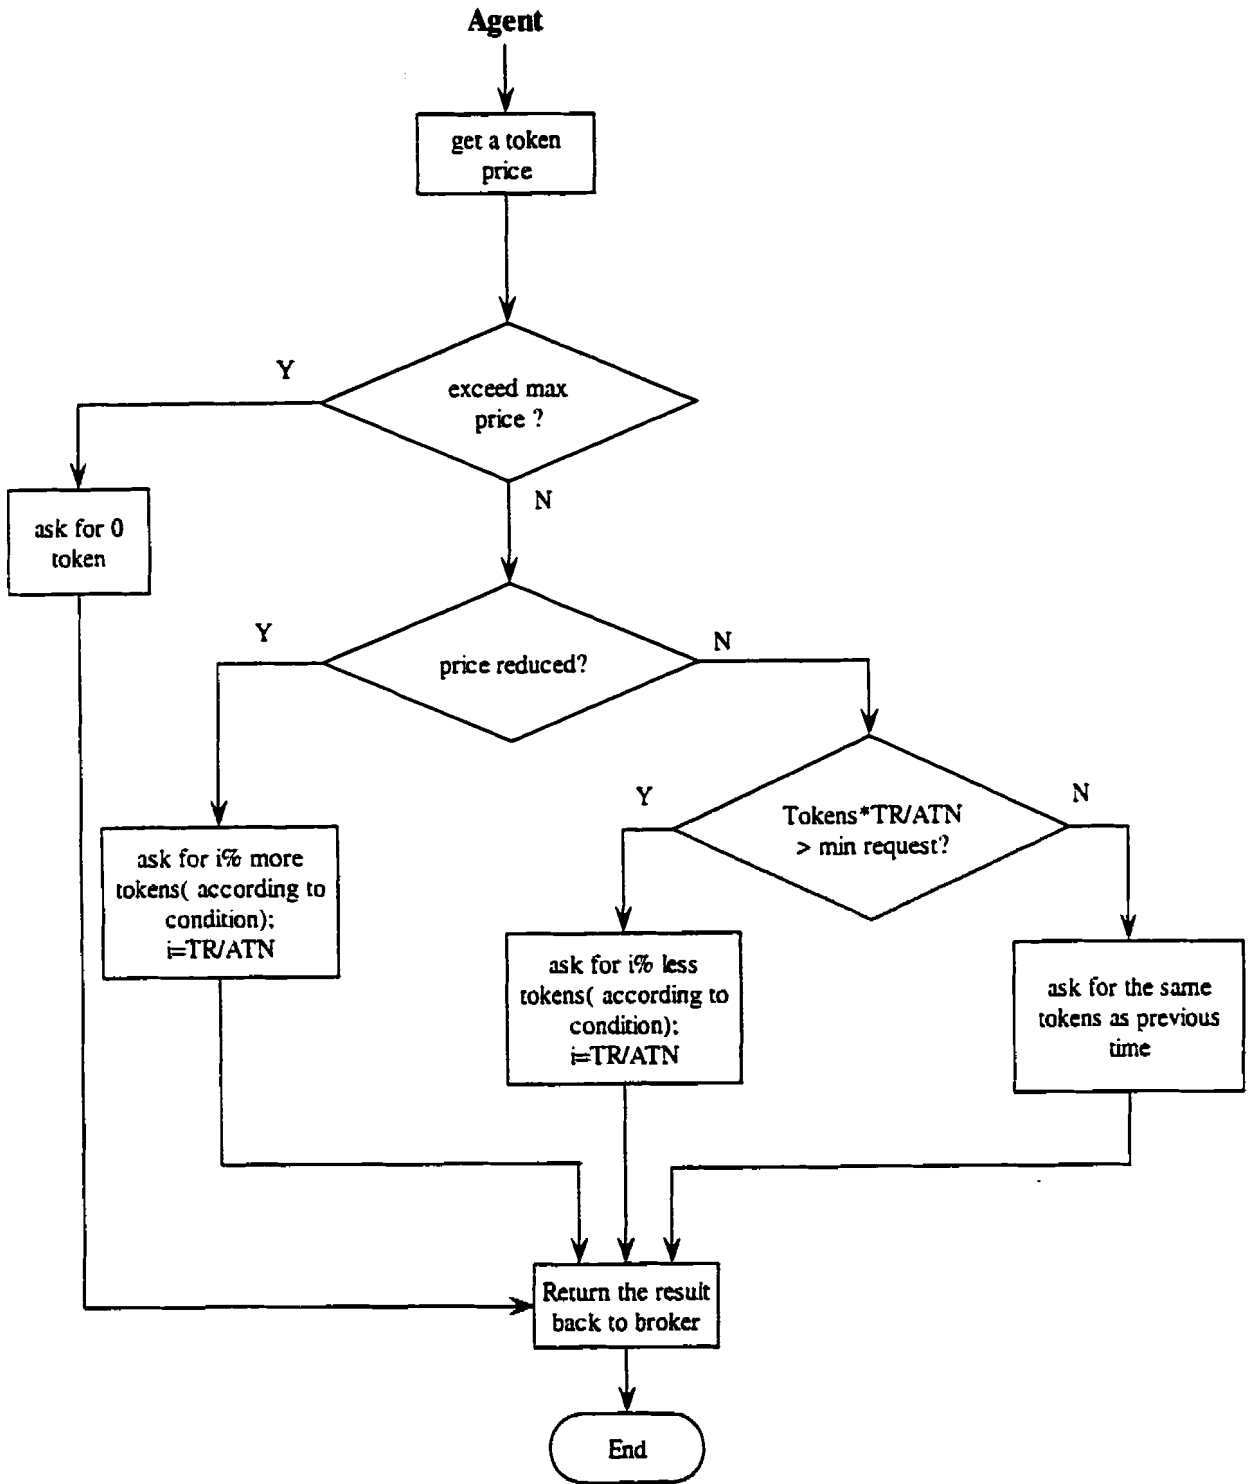 Agent
get a token
price
Y
exceed max
price ?
N
ask for 0
token
Y
price reduced?
N
Y
Tokens*TR/ATN
> min request?
N
ask for i% more
tokens( according to
condition);
i=TR/ATN
ask for i% less
tokens( according to
condition);
i=TR/ATN
ask for the same
tokens as previous
time
Return the result
back to broker
End